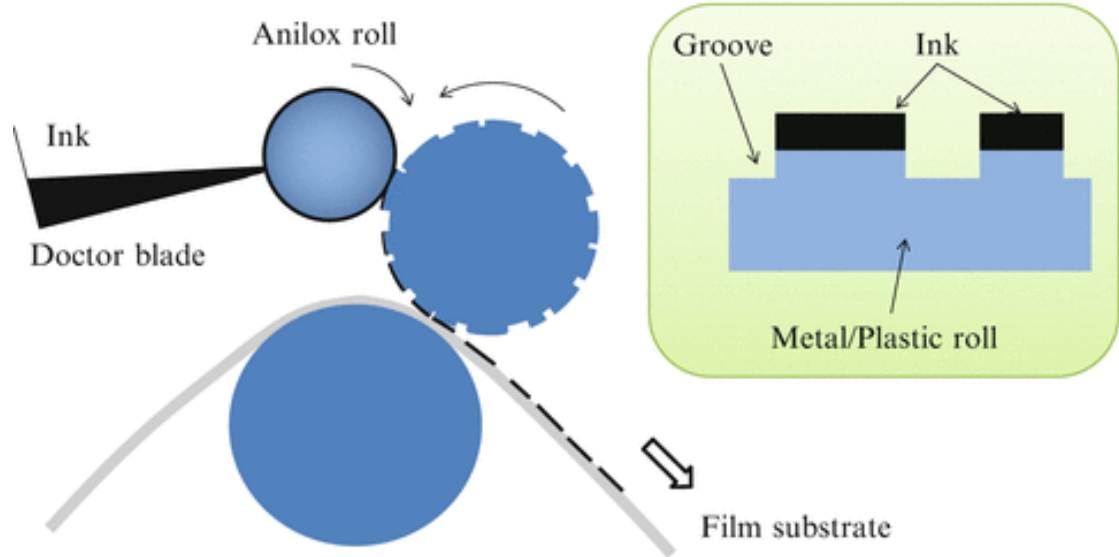 Anilox roll
Ink
Doctor blade
Film substrate
Groove
Ink
Metal/Plastic roll